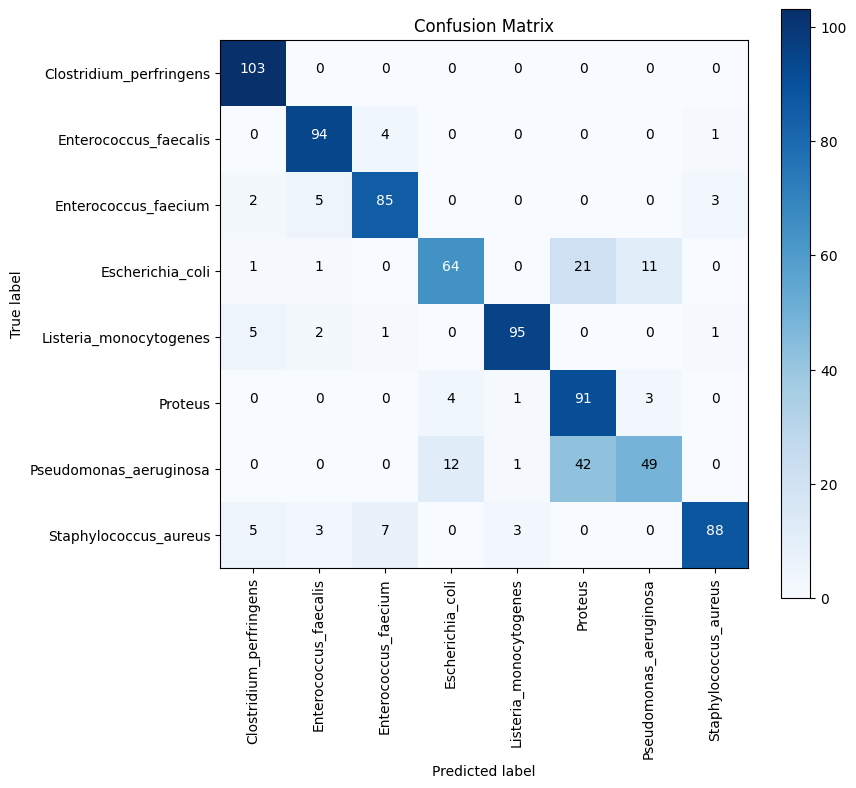 Confusion Matrix
True label
Clostridium_perfringens 103 0 0 0 0 0 0 0
Enterococcus_faecalis 0 94 4 0 0 0 0 1
Enterococcus_faecium 2 5 85 0 0 0 0 3
Escherichia_coli 1 1 0 64 0 21 11 0
Listeria_monocytogenes 5 2 1 0 95 0 0 1
Proteus 0 0 0 4 1 91 3 0
Pseudomonas_aeruginosa 0 0 0 12 1 42 49 0
Staphylococcus_aureus 5 3 7 0 3 0 0 88
Clostridium_perfringens
Enterococcus_faecalis
Enterococcus_faecium
Escherichia_coli
Listeria_monocytogenes
Proteus
Pseudomonas_aeruginosa
Staphylococcus_aureus
Predicted label
100
80
60
40
20
0